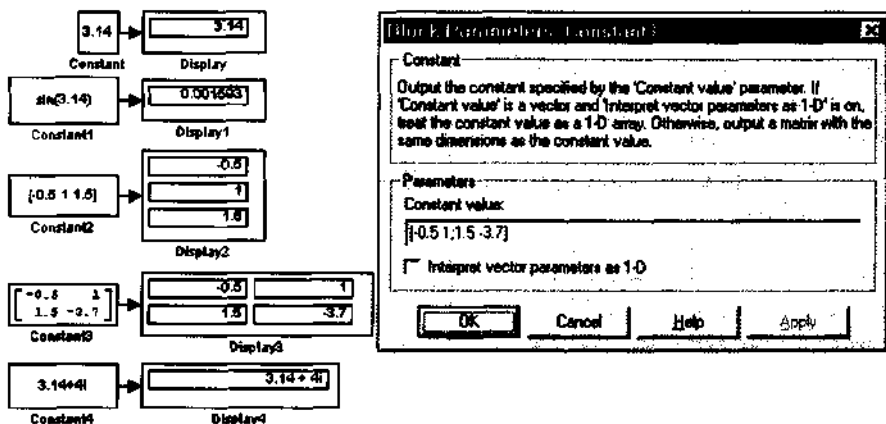 3.14
3.14
Constant
Display
sin(3.14)
0.001593
Constant1
Display1
[-0.5 1 1.5]
-0.5
1
1.5
Constant2
Display2
-0.5 1
1.5 -3.7
-0.5
1
1.5
-3.7
Constant3
Display3
3.14+4i
3.14 + 4i
Constant4
Display4
Block Parameters: Constant3
Constant
Output the constant specified by the 'Constant value' parameter. If
'Constant value' is a vector and 'Interpret vector parameters as 1-D' is on,
treat the constant value as a 1-D array. Otherwise, output a matrix with the
same dimensions as the constant value.
Parameters
Constant value:
[-0.5 1;1.5 -3.7]
Interpret vector parameters as 1-D
OK
Cancel
Help
Apply